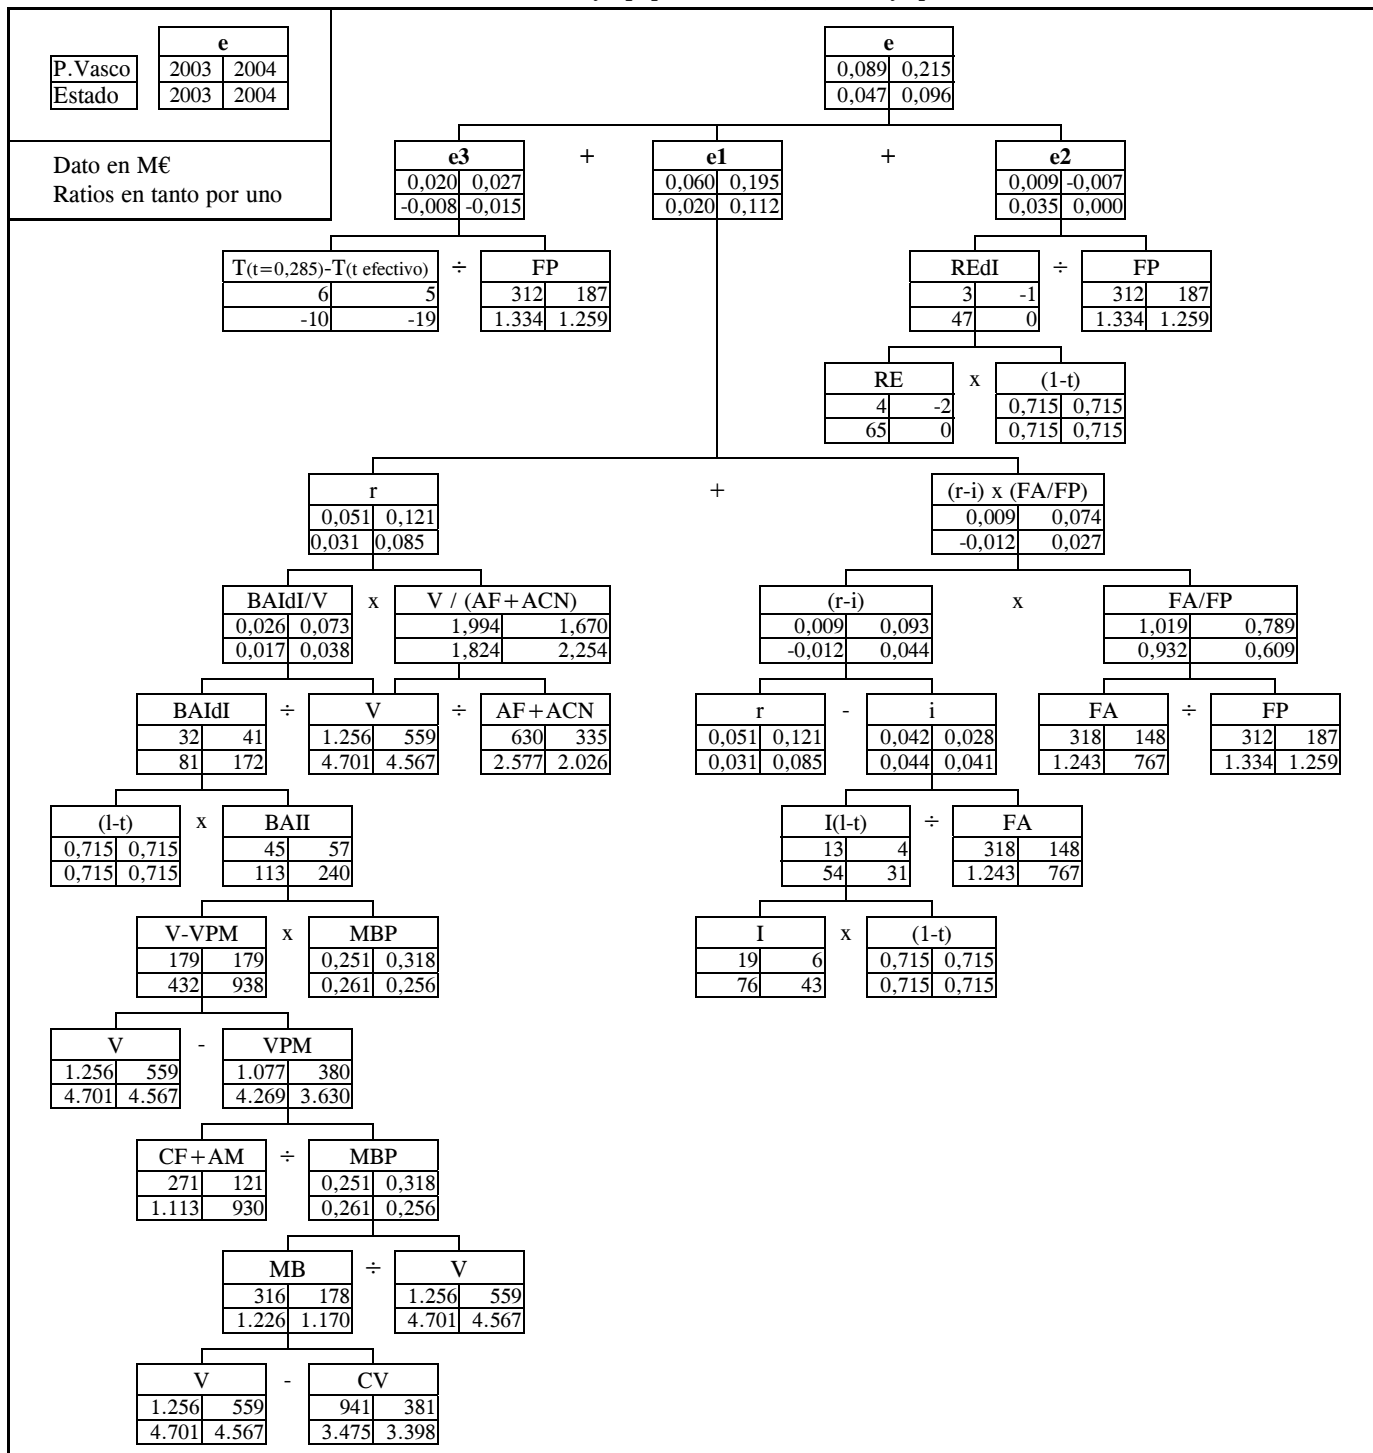 e e
P.Vasco 2003 2004 0,089 0,215
Estado 2003 2004 0,047 0,096
Dato en M€
Ratios en tanto por uno
e3 + e1 + e2
0,020 0,027 0,060 0,195 0,009 -0,007
-0,008 -0,015 0,020 0,112 0,035 0,000
T(t=0,285)-T(t efectivo) ÷ FP REdI ÷ FP
6 5 312 187 3 -1 312 187
-10 -19 1.334 1.259 47 0 1.334 1.259
RE x (1-t)
4 -2 0,715 0,715
65 0 0,715 0,715
r + (r-i) x (FA/FP)
0,051 0,121 0,009 0,074
0,031 0,085 -0,012 0,027
BAIdI/V x V / (AF+ACN) (r-i) x FA/FP
0,026 0,073 1,994 1,670 0,009 0,093 1,019 0,789
0,017 0,038 1,824 2,254 -0,012 0,044 0,932 0,609
BAIdI ÷ V ÷ AF+ACN r - i FA ÷ FP
32 41 1.256 559 630 335 0,051 0,121 0,042 0,028 318 148 312 187
81 172 4.701 4.567 2.577 2.026 0,031 0,085 0,044 0,041 1.243 767 1.334 1.259
(l-t) x BAII I(l-t) ÷ FA
0,715 0,715 45 57 13 4 318 148
0,715 0,715 113 240 54 31 1.243 767
V-VPM x MBP I x (1-t)
179 179 0,251 0,318 19 6 0,715 0,715
432 938 0,261 0,256 76 43 0,715 0,715
V - VPM
1.256 559 1.077 380
4.701 4.567 4.269 3.630
CF+AM ÷ MBP
271 121 0,251 0,318
1.113 930 0,261 0,256
MB ÷ V
316 178 1.256 559
1.226 1.170 4.701 4.567
V - CV
1.256 559 941 381
4.701 4.567 3.475 3.398